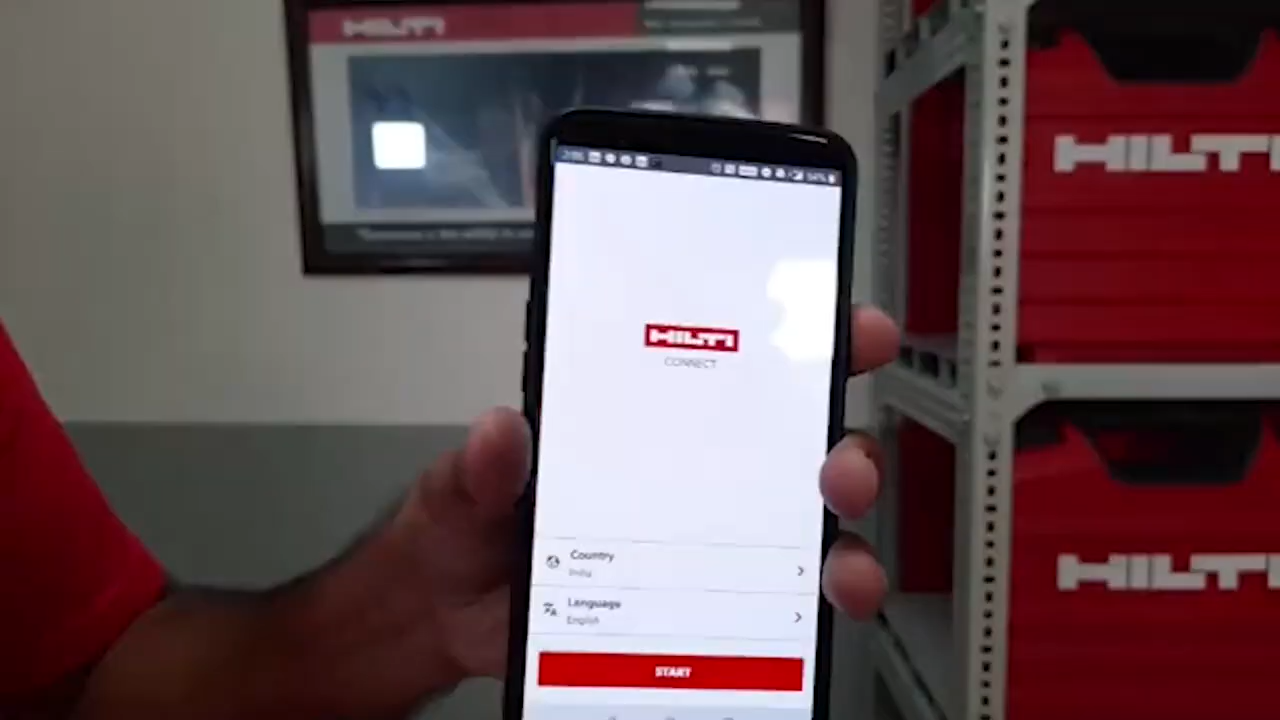 HILTI
HILTI
CONNECT
Country
India
Language
English
START
HILTI
HILTI